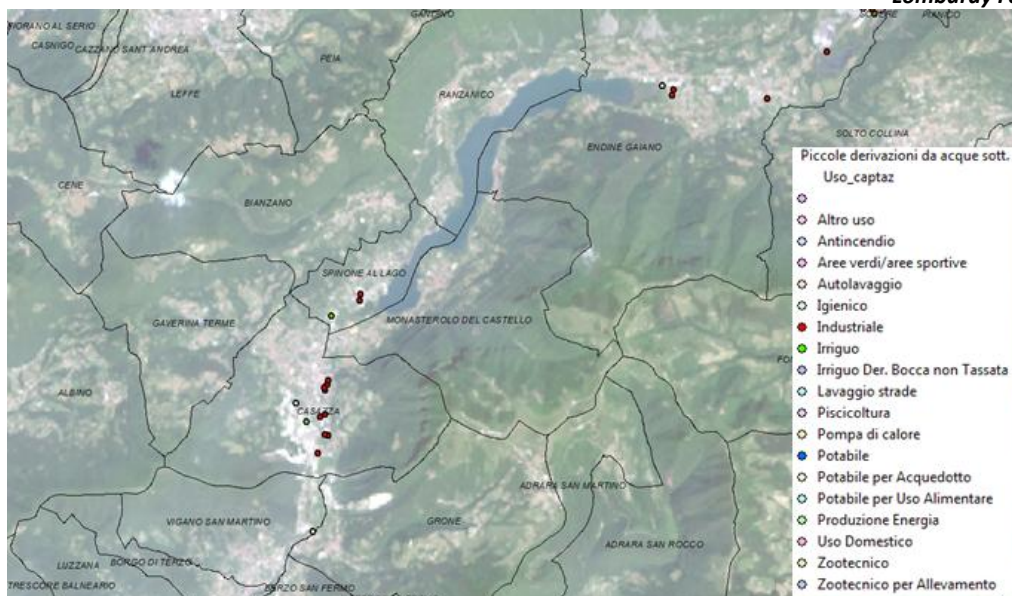 FIORANO AL SERIO
CASNIGO
CAZZANO SANT'ANDREA
GANDINO
SOVERE
PIANICO
PEIA
LEFFE
RANZANICO
SOLTO COLLINA
ENDINE GAIANO
CENE
BIANZANO
SPINONE AL LAGO
GAVERINA TERME
MONASTEROLO DEL CASTELLO
ALBINO
CASAZZA
ADRARA SAN MARTINO
VIGANO SAN MARTINO
GRONE
ADRARA SAN ROCCO
LUZZANA
BORGO DI TERZO
TRESCORE BALNEARIO
BERZO SAN FERMO
Piccole derivazioni da acque sott.
Uso_captaz
Altro uso
Antincendio
Aree verdi/aree sportive
Autolavaggio
Igienico
Industriale
Irriguo
Irriguo Der. Bocca non Tassata
Lavaggio strade
Piscicoltura
Pompa di calore
Potabile
Potabile per Acquedotto
Potabile per Uso Alimentare
Produzione Energia
Uso Domestico
Zootecnico
Zootecnico per Allevamento